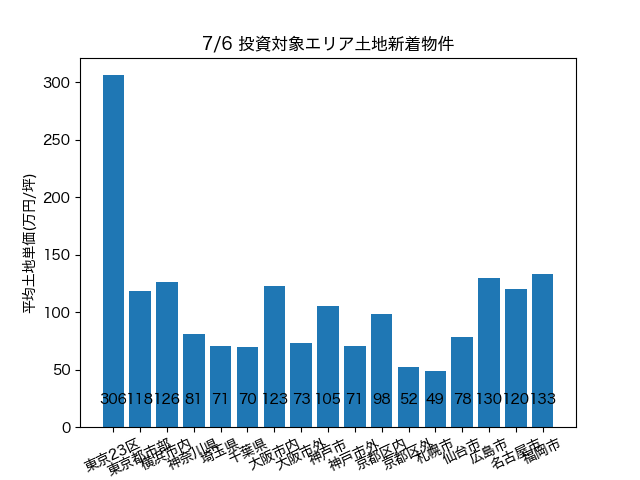 7/6 投資対象エリア土地新着物件
平均土地単価(万円/坪)
300
250
200
150
100
50
0
306 118 126 81 71 70 123 73 105 71 98 52 49 78 130 120 133
東京23区
東京都市部
横浜市内
神奈川県
埼玉県
千葉県
大阪市内
大阪市外
神戸市
神戸市外
京都区内
京都区外
札幌市
仙台市
広島市
名古屋市
福岡市